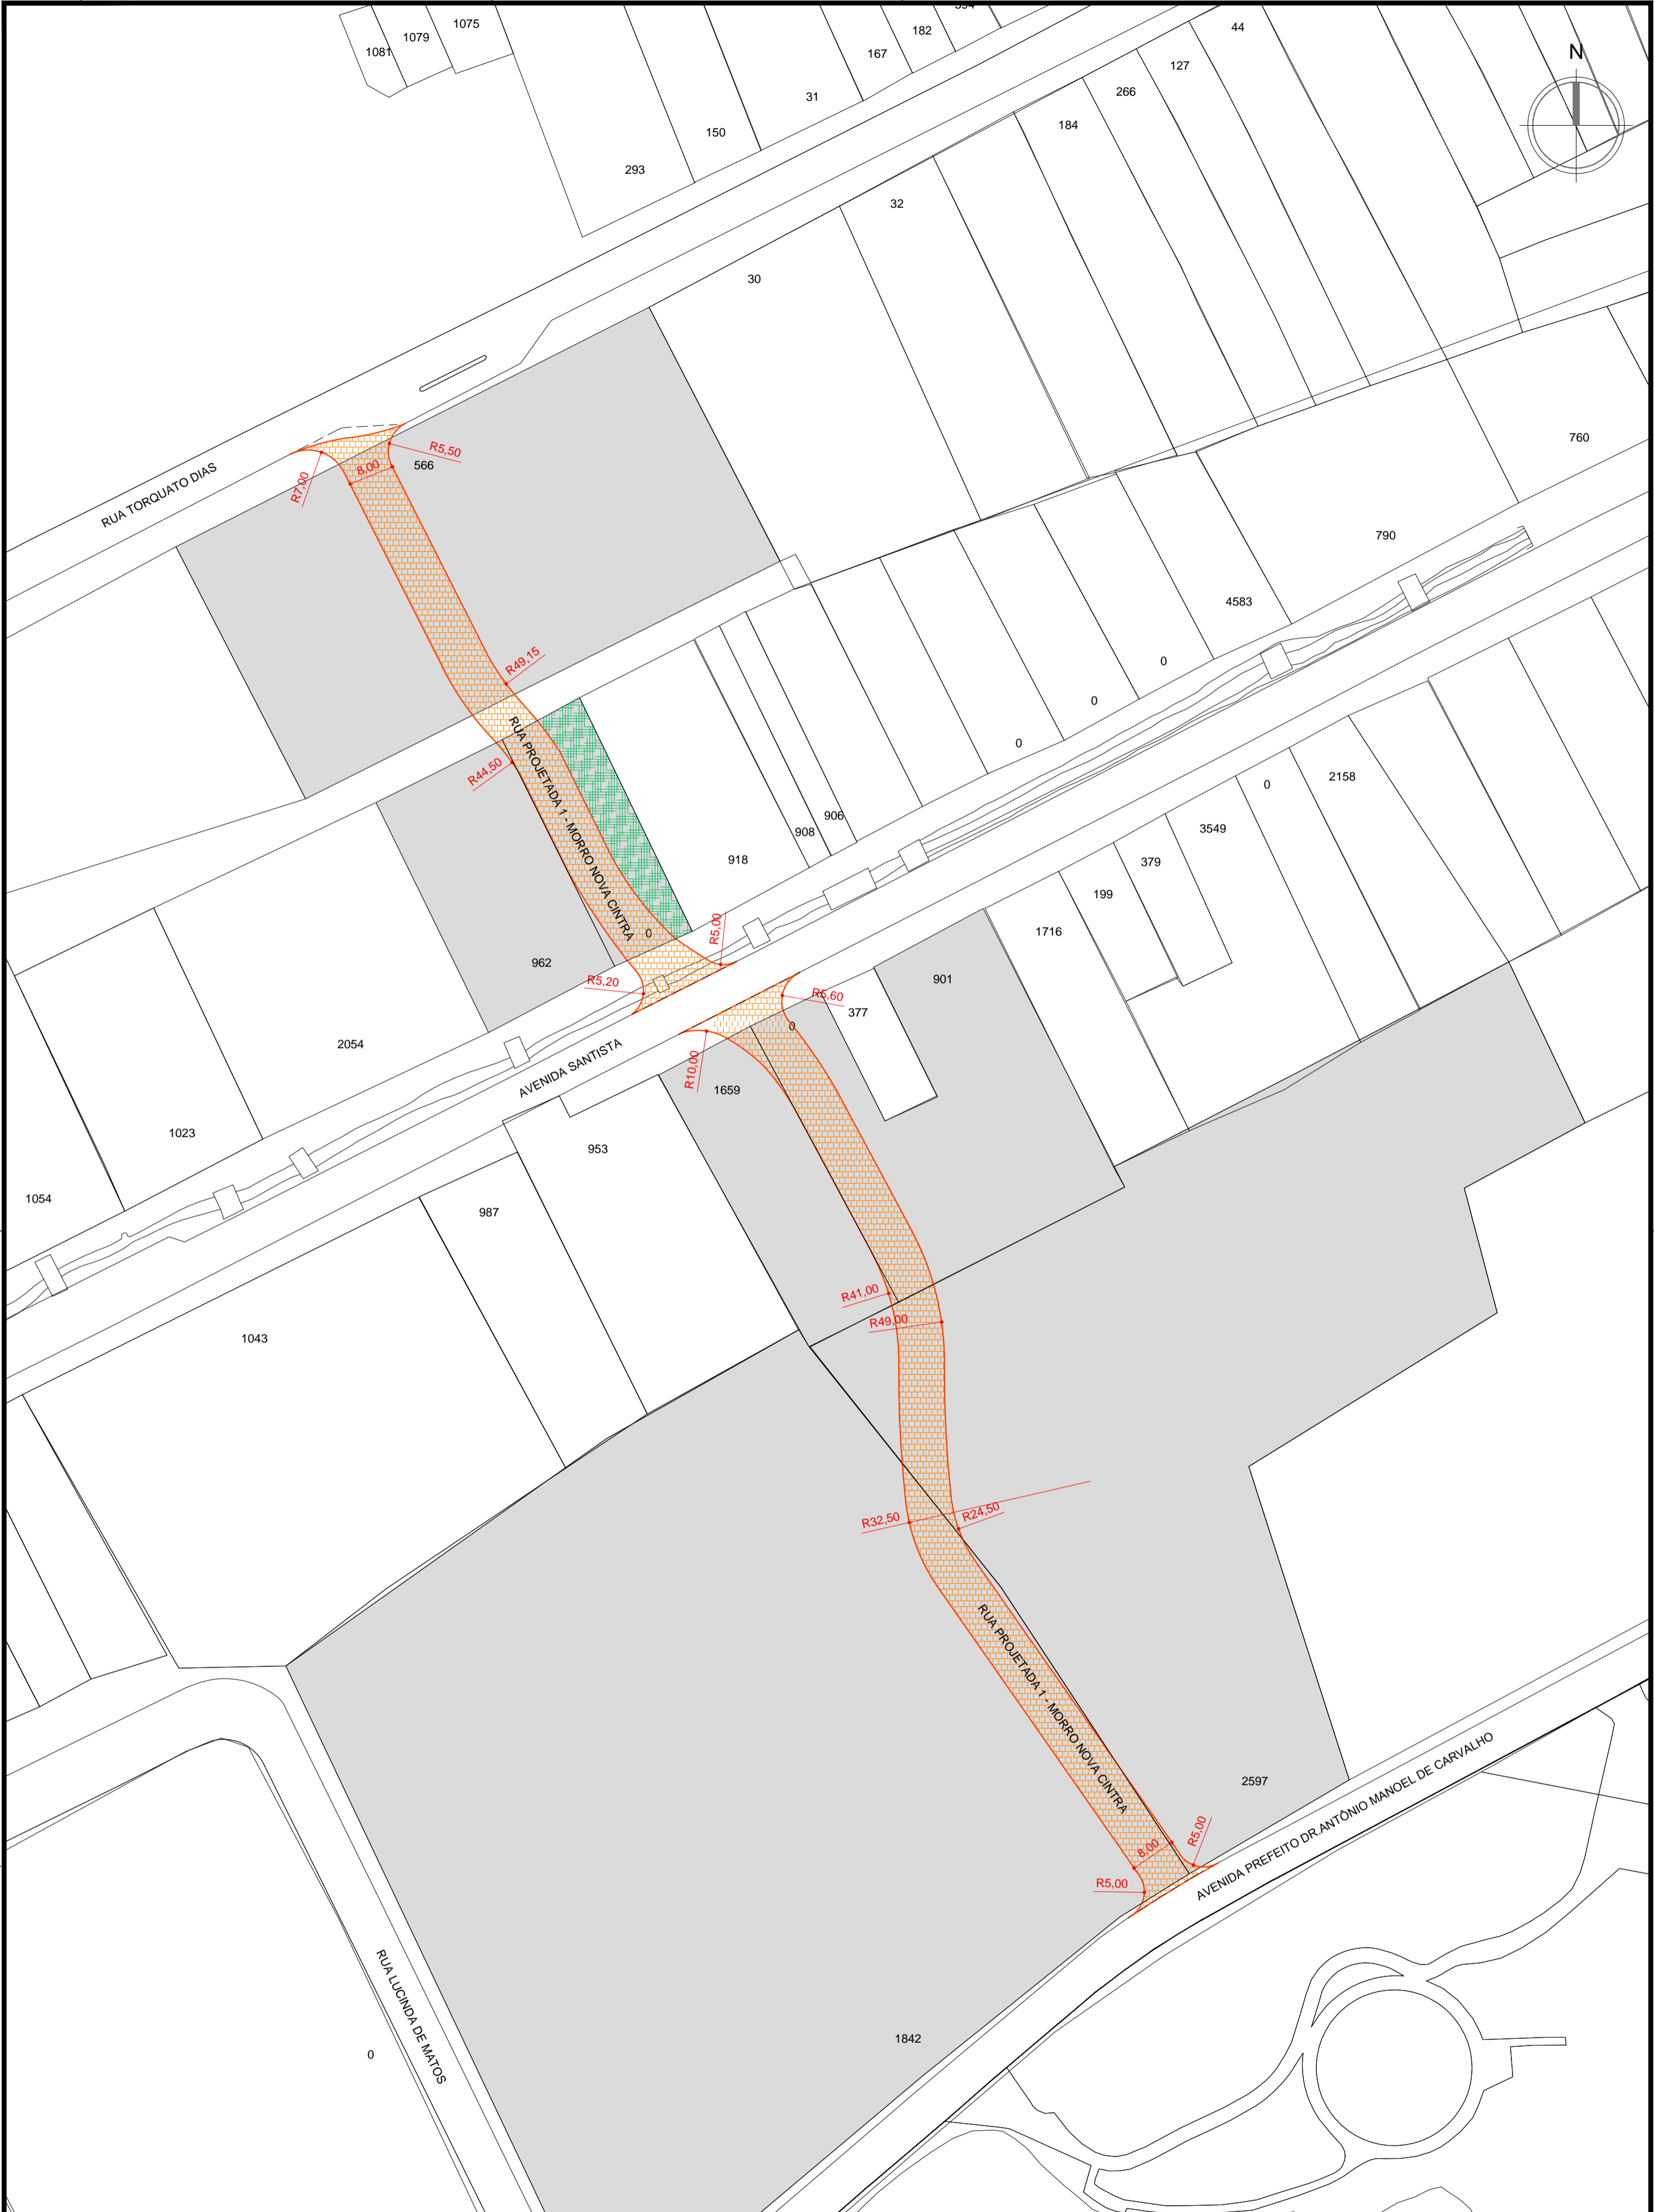 1075
1079
1081
182
167
44
127
266
184
31
150
293
N
32
30
760
790
4583
RUA TORQUATO DIAS
R7,00
8,00
R5,50
566
R49,15
R44,50
RUA PROJETADA 1 - MORRO NOVA CINTRA
0
0
0
906
908
918
0
962
R5,00
R5,20
2158
0
3549
379
199
1716
901
R5,60
377
0
R10,00
1659
AVENIDA SANTISTA
2054
1023
1054
953
987
1043
R41,00
R49,00
R32,50
R24,50
RUA PROJETADA 1 - MORRO NOVA CINTRA
2597
AVENIDA PREFEITO DR.ANTÔNIO MANOEL DE CARVALHO
8,00
R5,00
R5,00
RUA LUCINDA DE MATOS
0
1842